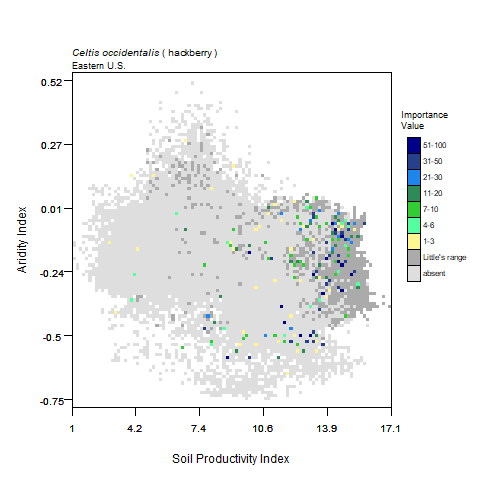 Celtis occidentalis ( hackberry )
Eastern U.S.
0.52
0.27
0.01
-0.24
-0.5
-0.75
Aridity Index
1 4.2 7.4 10.6 13.9 17.1
Soil Productivity Index
Importance
Value
51-100
31-50
21-30
11-20
7-10
4-6
1-3
Little's range
absent